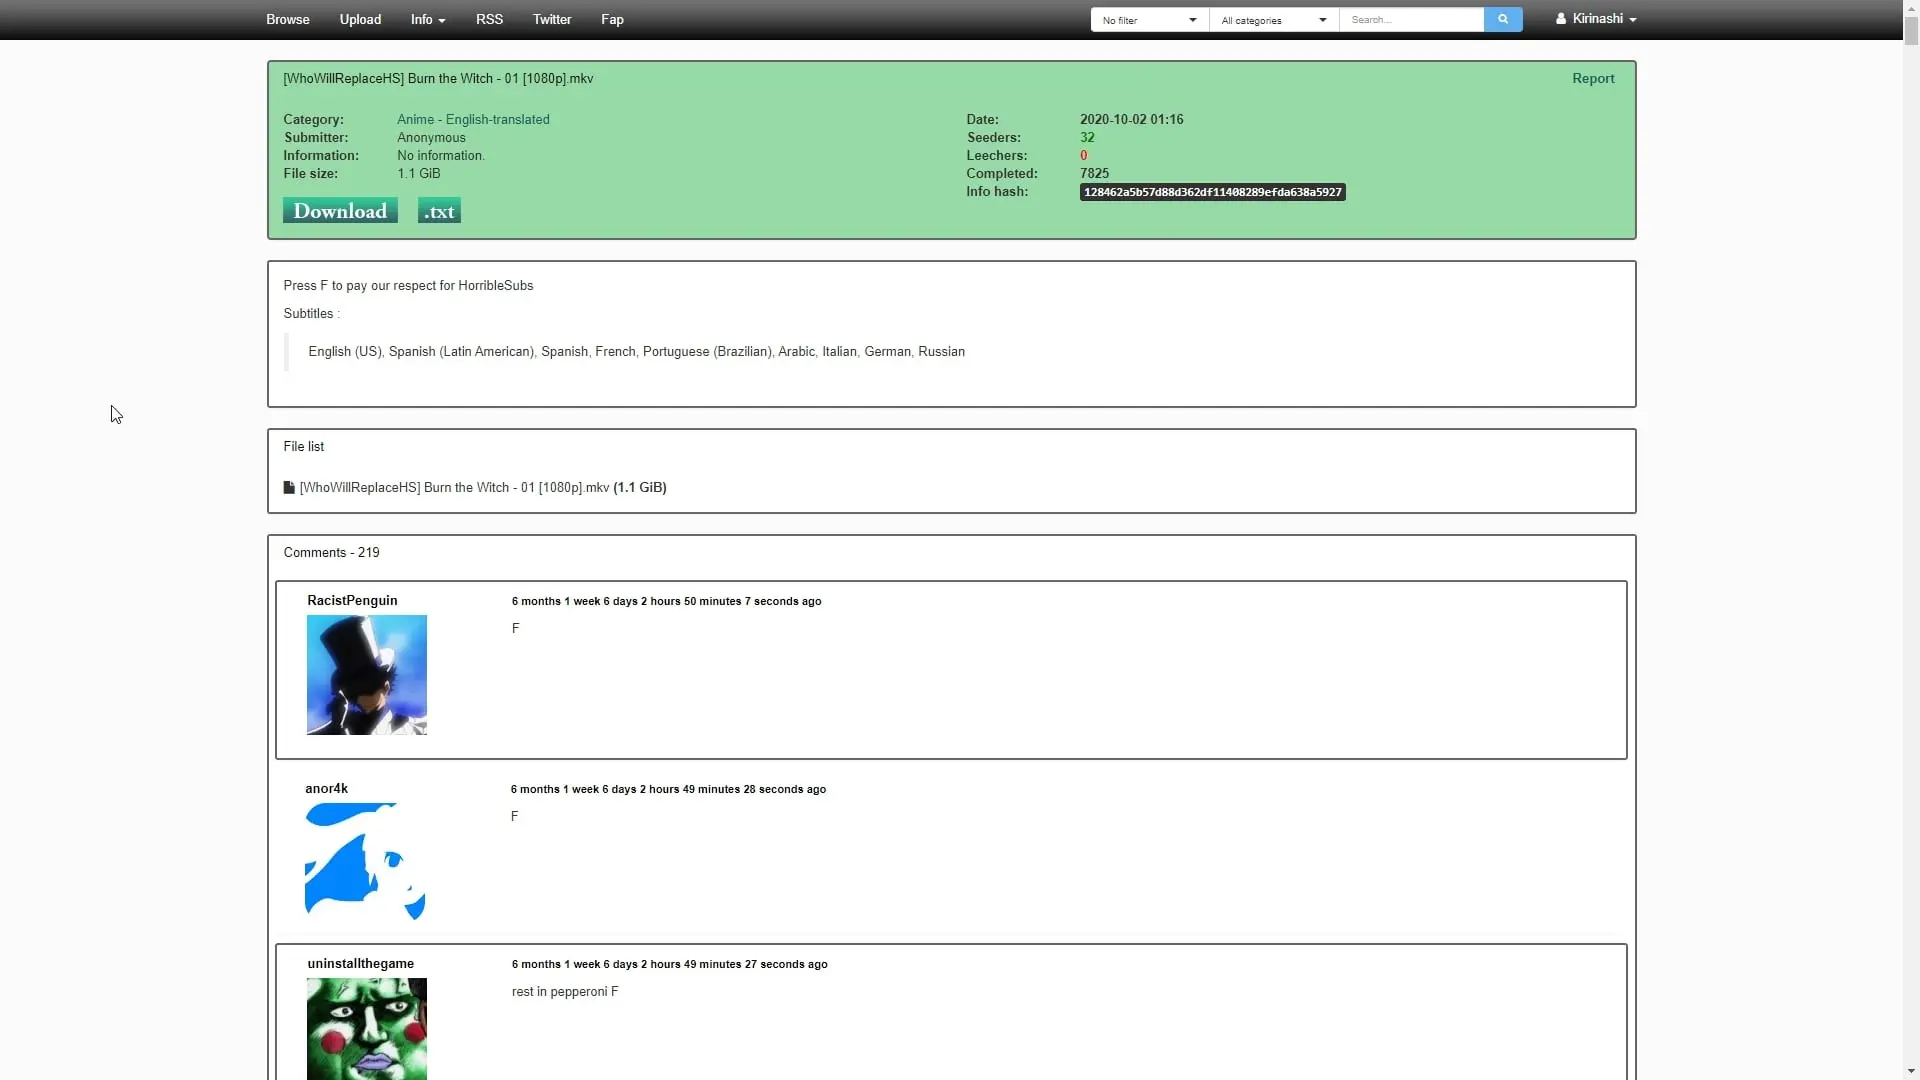 Browse Upload Info RSS Twitter Fap No filter All categories Search... Kirinashi
[WhoWillReplaceHS] Burn the Witch - 01 [1080p].mkv Report
Category: Anime - English-translated Date: 2020-10-02 01:16
Submitter: Anonymous Seeders: 32
Information: No information. Leechers: 0
File size: 1.1 GiB Completed: 7825
Info hash: 128462a5b57d88d362df11408289efda638a5927
Download .txt
Press F to pay our respect for HorribleSubs
Subtitles :
English (US), Spanish (Latin American), Spanish, French, Portuguese (Brazilian), Arabic, Italian, German, Russian
File list
[WhoWillReplaceHS] Burn the Witch - 01 [1080p].mkv (1.1 GiB)
Comments - 219
RacistPenguin 6 months 1 week 6 days 2 hours 50 minutes 7 seconds ago
F
anor4k 6 months 1 week 6 days 2 hours 49 minutes 28 seconds ago
F
uninstallthegame 6 months 1 week 6 days 2 hours 49 minutes 27 seconds ago
rest in pepperoni F